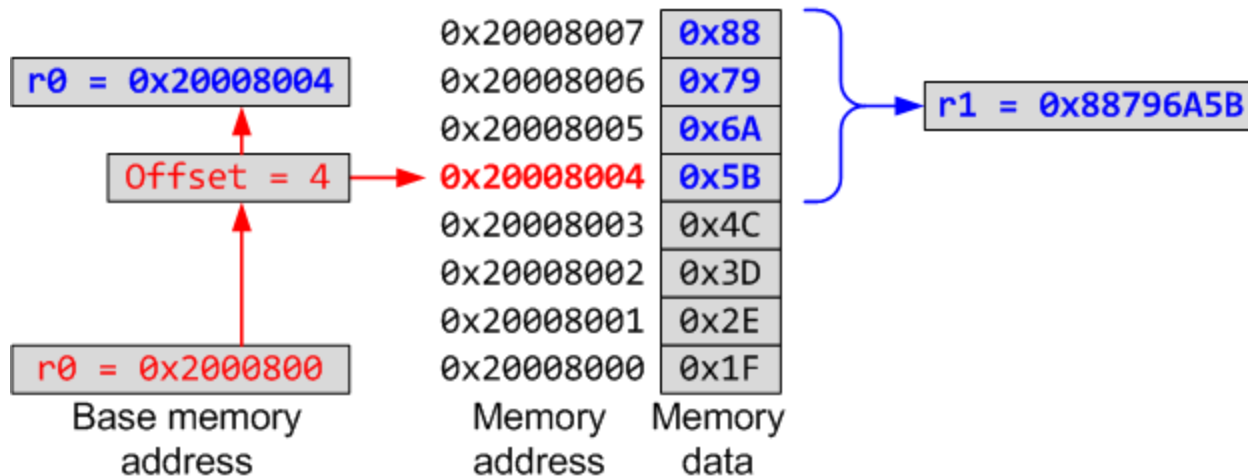 0x20008007 0x88
r0 = 0x20008004 0x20008006 0x79
r1 = 0x88796A5B
0x20008005 0x6A
Offset = 4 0x20008004 0x5B
0x20008003 0x4C
0x20008002 0x3D
0x20008001 0x2E
r0 = 0x2000800 0x20008000 0x1F
Base memory address
Memory address
Memory data